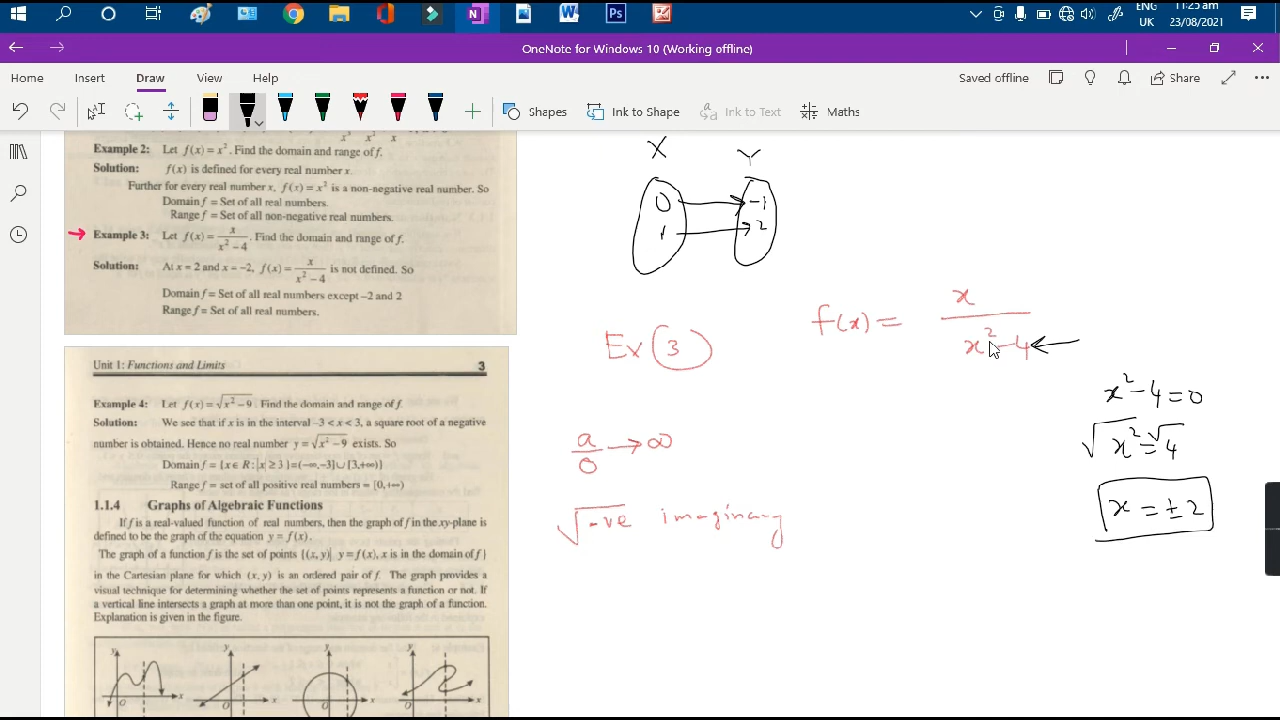 11:25 am
ENG
UK
23/08/2021
OneNote for Windows 10 (Working offline)
Home Insert Draw View Help
Saved offline
Share
Shapes
Ink to Shape
Ink to Text
Maths
x³ x² x
Example 2: Let f(x) = x². Find the domain and range of f.
Solution: f(x) is defined for every real number x.
Further for every real number x, f(x) = x² is a non-negative real number. So
Domain f = Set of all real numbers.
Range f = Set of all non-negative real numbers.
Example 3: Let f(x) = x/(x² – 4). Find the domain and range of f.
Solution: At x = 2 and x = –2, f(x) = x/(x² – 4) is not defined. So
Domain f = Set of all real numbers except –2 and 2
Range f = Set of all real numbers.
Unit 1: Functions and Limits 3
Example 4: Let f(x) = √(x² – 9). Find the domain and range of f.
Solution: We see that if x is in the interval –3 < x < 3, a square root of a negative
number is obtained. Hence no real number y = √(x² – 9) exists. So
Domain f = {x ∈ R : |x| ≥ 3} = (–∞, –3] ∪ [3, +∞)
Range f = set of all positive real numbers = [0, +∞)
1.1.4 Graphs of Algebraic Functions
If f is a real-valued function of real numbers, then the graph of f in the xy-plane is
defined to be the graph of the equation y = f(x).
The graph of a function f is the set of points {(x, y)| y = f(x), x is in the domain of f}
in the Cartesian plane for which (x, y) is an ordered pair of f. The graph provides a
visual technique for determining whether the set of points represents a function or not. If
a vertical line intersects a graph at more than one point, it is not the graph of a function.
Explanation is given in the figure.
y y y y
O x O x O x O x
X Y
0 -1
1 2
Ex (3)
f(x) = x/(x² – 4)
a/0 → ∞
√-ve imaginary
x² – 4 = 0
√x² = √4
x = ± 2